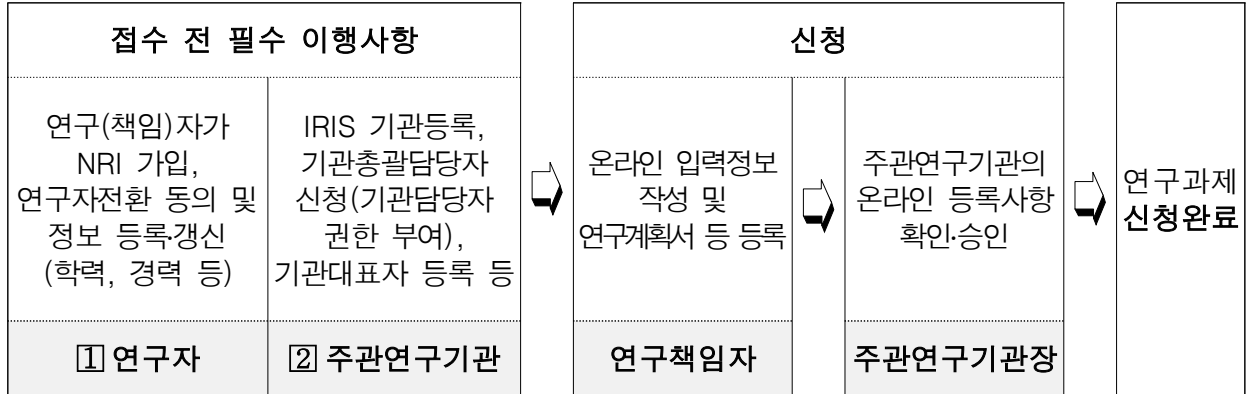 접수 전 필수 이행사항
연구(책임)자가
NRI 가입,
연구자전환 동의 및
정보 등록·갱신
(학력, 경력 등)
1 연구자
IRIS 기관등록,
기관총괄담당자
신청(기관담당자
권한 부여),
기관대표자 등록 등
2 주관연구기관
신청
온라인 입력정보
작성 및
연구계획서 등 등록
연구책임자
주관연구기관의
온라인 등록사항
확인·승인
주관연구기관장
연구과제
신청완료